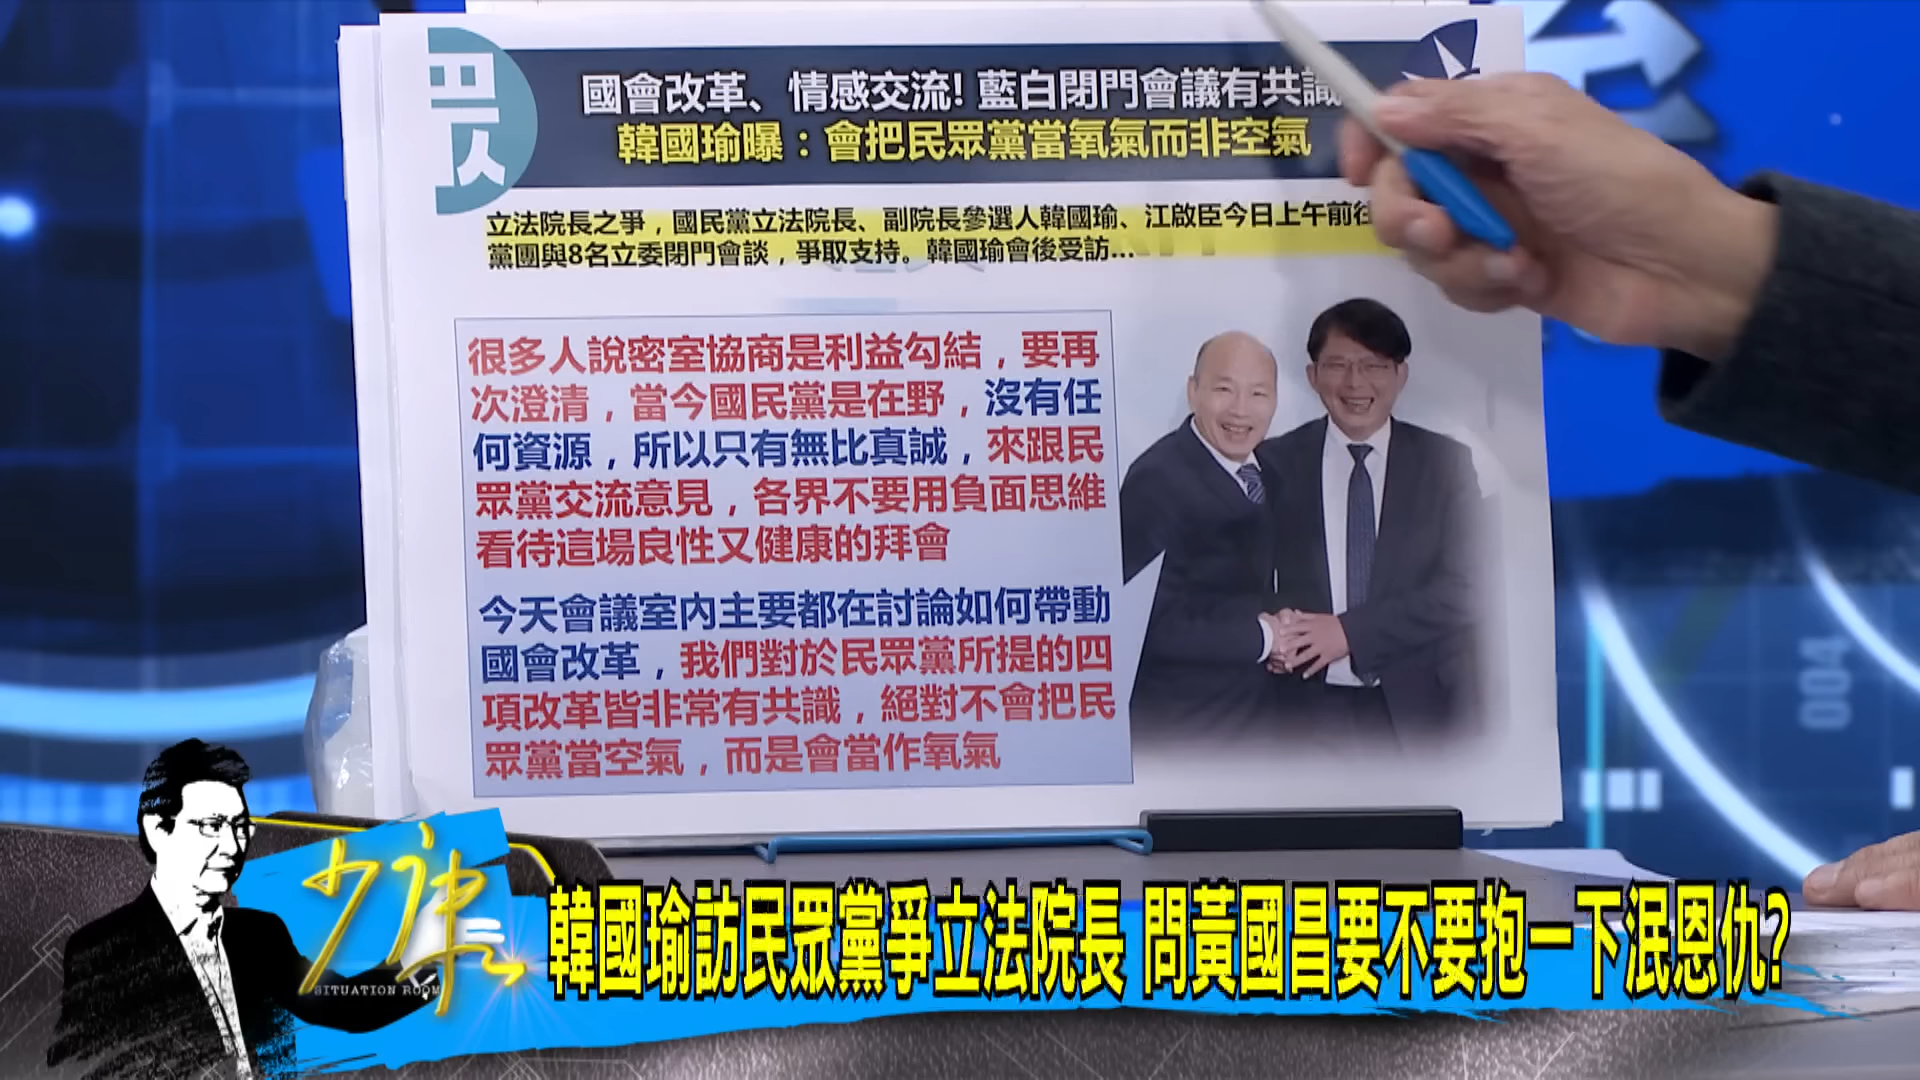 眾人
國會改革、情感交流!藍白閉門會議有共識
韓國瑜曝:會把民眾黨當氧氣而非空氣
立法院長之爭,國民黨立法院長、副院長參選人韓國瑜、江啟臣今日上午前往
黨團與8名立委閉門會談,爭取支持。韓國瑜會後受訪...
很多人說密室協商是利益勾結,要再
次澄清,當今國民黨是在野,沒有任
何資源,所以只有無比真誠,來跟民
眾黨交流意見,各界不要用負面思維
看待這場良性又健康的拜會
今天會議室內主要都在討論如何帶動
國會改革,我們對於民眾黨所提的四
項改革皆非常有共識,絕對不會把民
眾黨當空氣,而是會當作氧氣
004
少康
SITUATION ROOM
韓國瑜訪民眾黨爭立法院長 問黃國昌要不要抱一下泯恩仇?